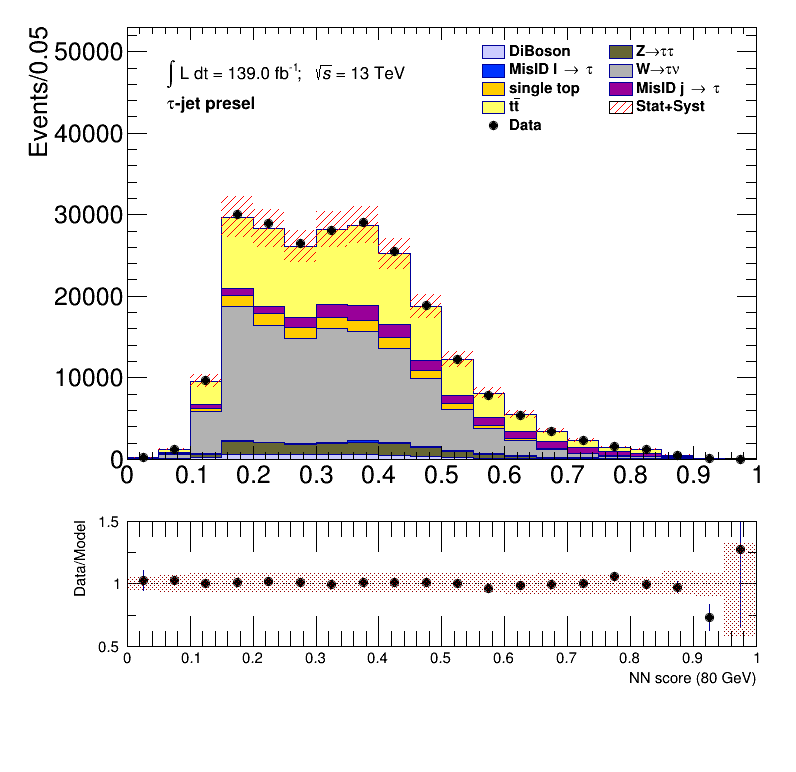 Events/0.05
50000
40000
30000
20000
10000
0
∫ L dt = 139.0 fb⁻¹; √s = 13 TeV
τ-jet presel
DiBoson
MisID l → τ
single top
tt̄
Data
Z→ττ
W→τν
MisID j → τ
Stat+Syst
0 0.1 0.2 0.3 0.4 0.5 0.6 0.7 0.8 0.9 1
Data/Model
1.5
1
0.5
0 0.1 0.2 0.3 0.4 0.5 0.6 0.7 0.8 0.9 1
NN score (80 GeV)